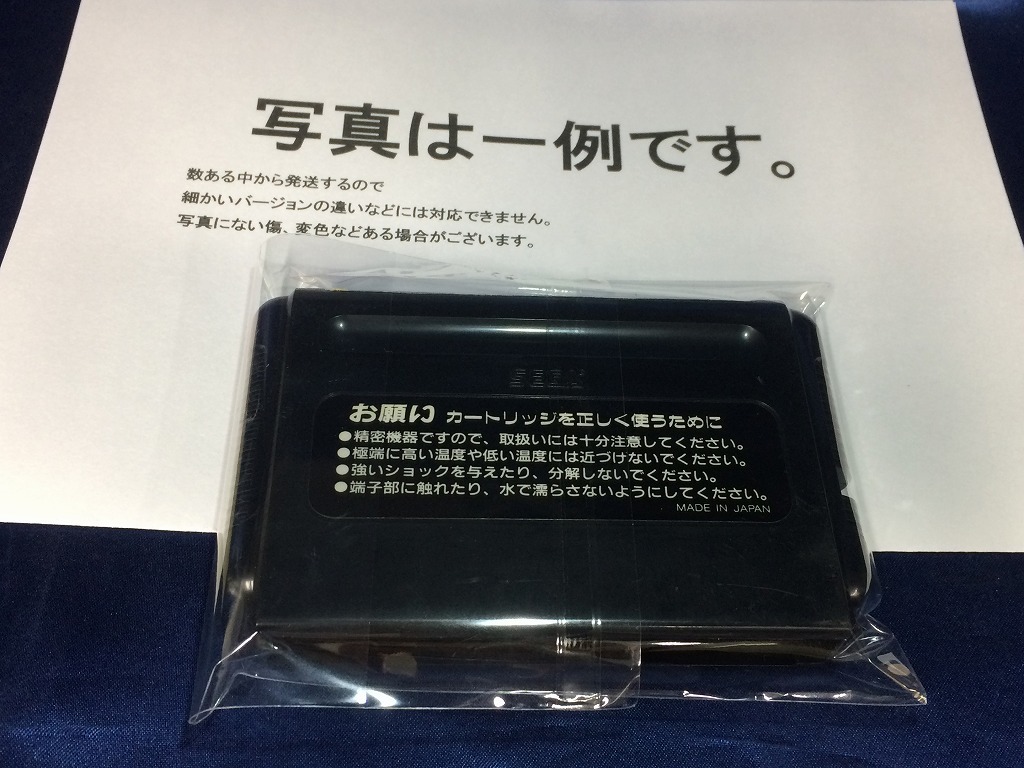 写真は一例です。
数ある中から発送するので
細かいバージョンの違いなどには対応できません。
写真にない傷、変色などある場合がございます。
SEGA
お願い カートリッジを正しく使うために
●精密機器ですので、取扱いには十分注意してください。
●極端に高い温度や低い温度には近づけないでください。
●強いショックを与えたり、分解しないでください。
●端子部に触れたり、水で濡らさないようにしてください。
MADE IN JAPAN